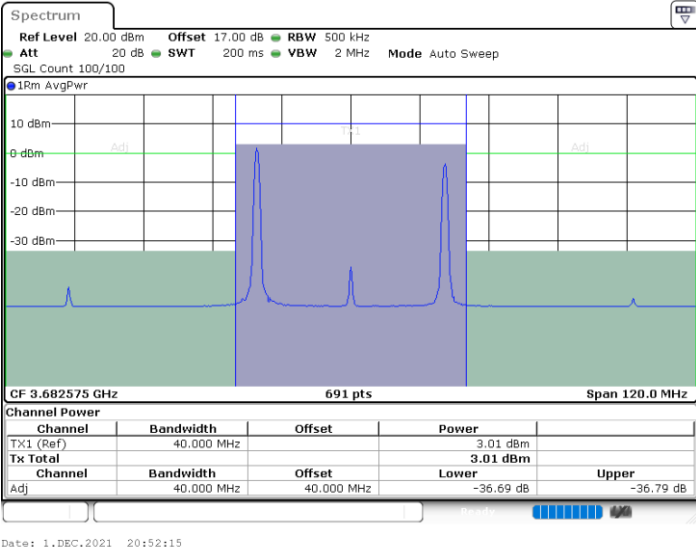 Spectrum
Ref Level 20.00 dBm Offset 17.00 dB RBW 500 kHz
Att 20 dB SWT 200 ms VBW 2 MHz Mode Auto Sweep
SGL Count 100/100
1Rm AvgPwr
10 dBm
TX1
Adj Adj
0 dBm
-10 dBm
-20 dBm
-30 dBm
CF 3.682575 GHz 691 pts Span 120.0 MHz
Channel Power
Channel Bandwidth Offset Power
TX1 (Ref) 40.000 MHz 3.01 dBm
Tx Total 3.01 dBm
Channel Bandwidth Offset Lower Upper
Adj 40.000 MHz 40.000 MHz -36.69 dB -36.79 dB
Ready
Date: 1.DEC.2021 20:52:15